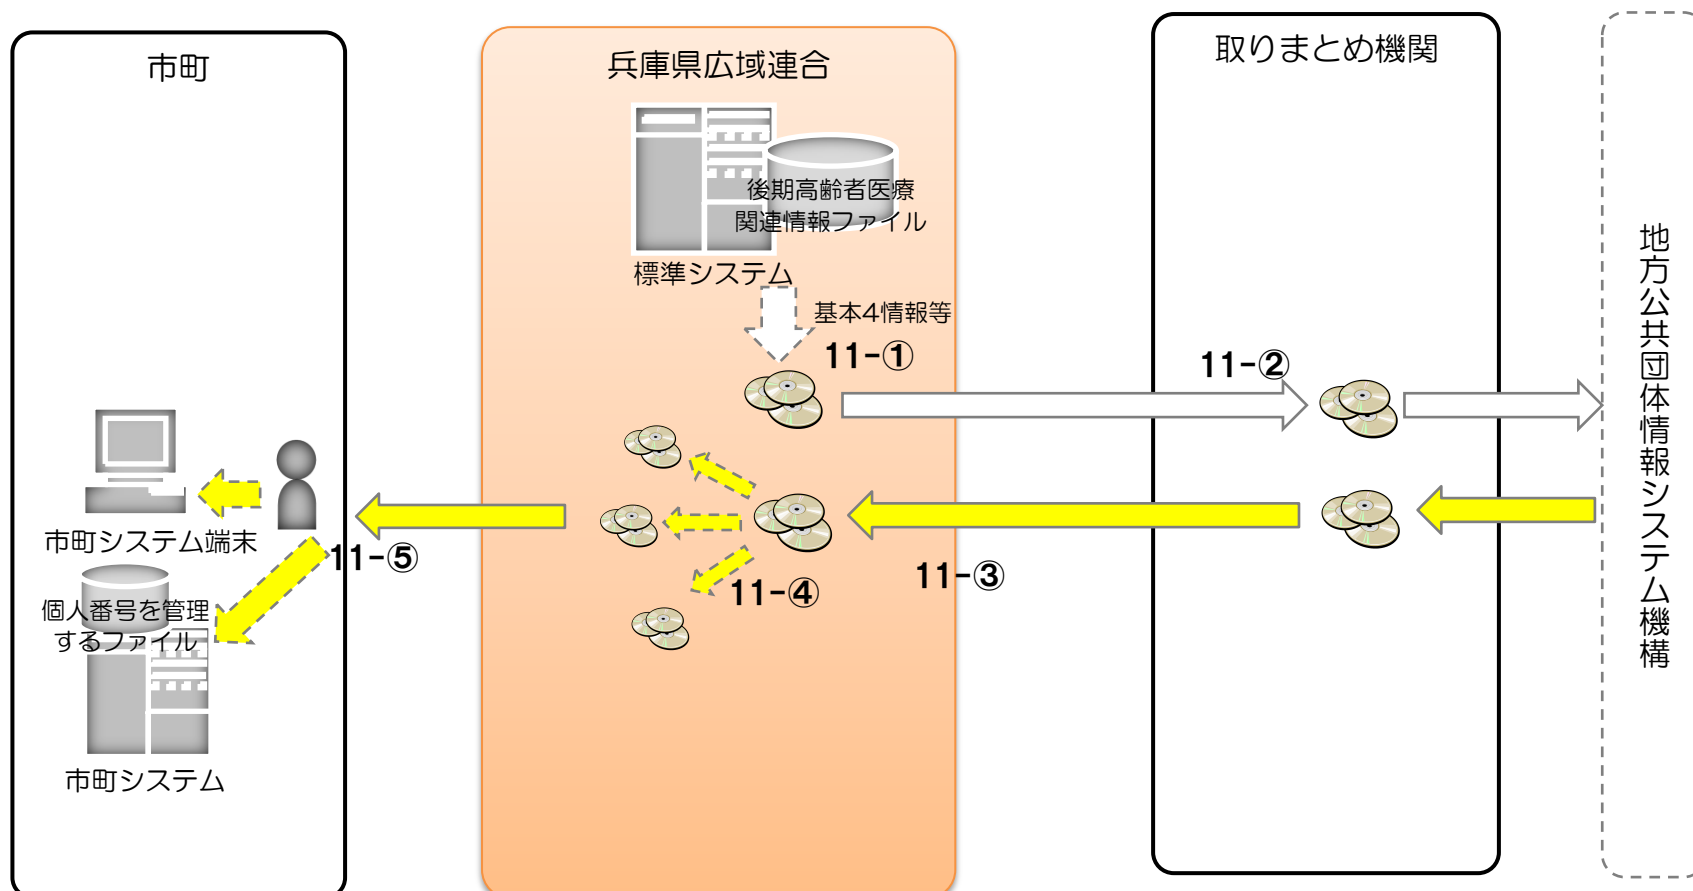 市町
兵庫県広域連合
取りまとめ機関
後期高齢者医療
関連情報ファイル
標準システム
基本4情報等
11-①
11-②
地方公共団体情報システム機構
市町システム端末
11-⑤
11-③
11-④
個人番号を管理
するファイル
市町システム